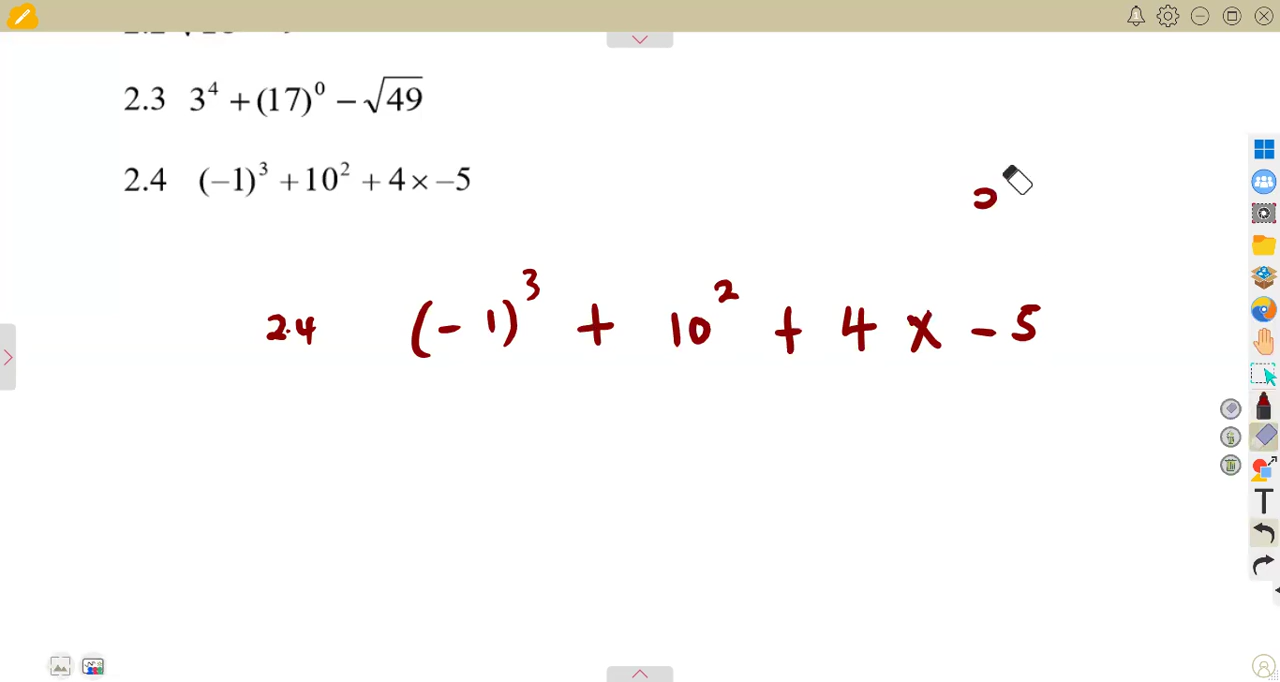 2.3 3⁴ + (17)⁰ − √49
2.4 (−1)³ + 10² + 4 × −5
2.4 (- 1)³ + 10² + 4 x - 5